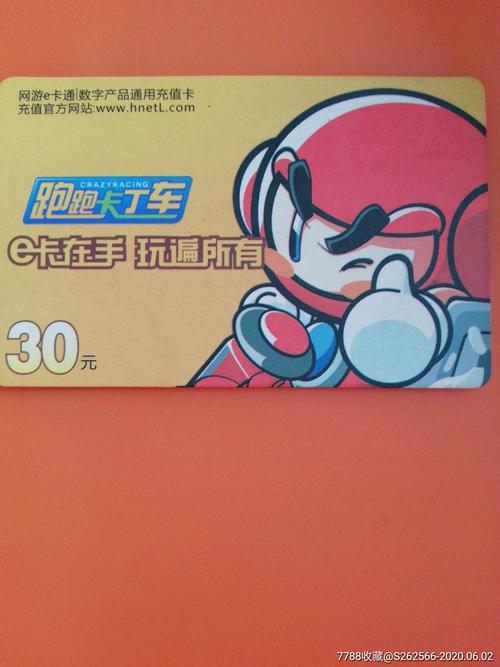 网游e卡通|数字产品通用充值卡
充值官方网站:www.hnetL.com
CRAZYRACING
跑跑卡丁车
e卡在手 玩遍所有
30元
7788收藏@S262566-2020.06.02